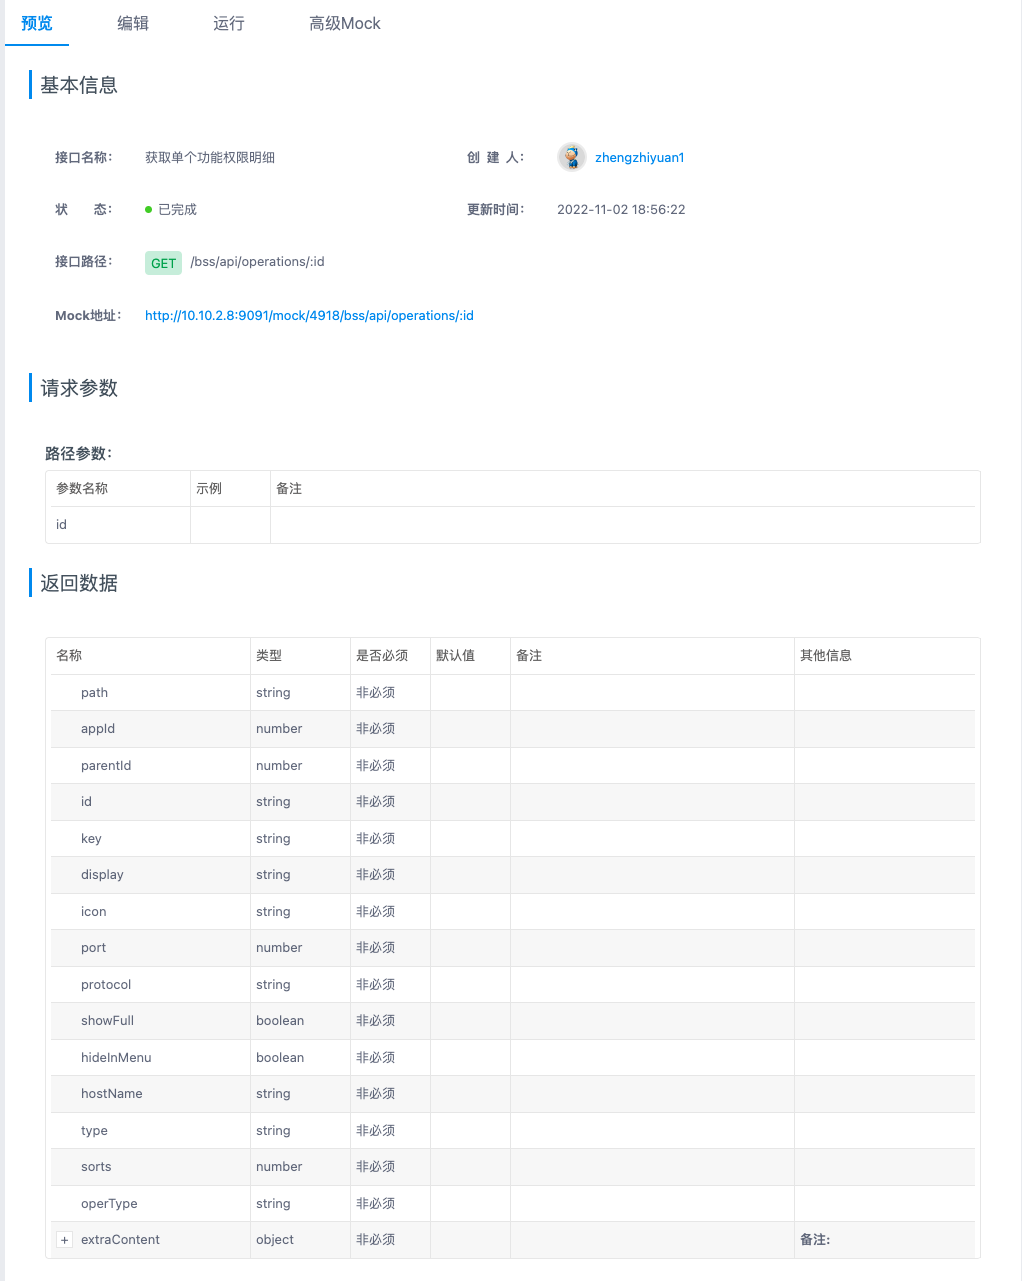 预览 编辑 运行 高级Mock
基本信息
接口名称： 获取单个功能权限明细 创 建 人： zhengzhiyuan1
状 态： 已完成 更新时间： 2022-11-02 18:56:22
接口路径： GET /bss/api/operations/:id
Mock地址： http://10.10.2.8:9091/mock/4918/bss/api/operations/:id
请求参数
路径参数：
参数名称 示例 备注
id
返回数据
名称 类型 是否必须 默认值 备注 其他信息
path string 非必须
appId number 非必须
parentId number 非必须
id string 非必须
key string 非必须
display string 非必须
icon string 非必须
port number 非必须
protocol string 非必须
showFull boolean 非必须
hideInMenu boolean 非必须
hostName string 非必须
type string 非必须
sorts number 非必须
operType string 非必须
+ extraContent object 非必须 备注: